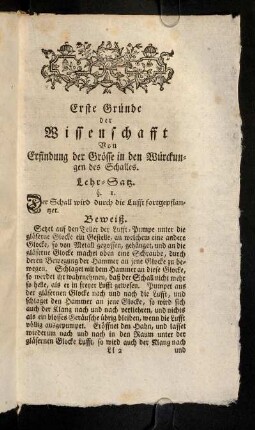 Erste Gründe
der
Wissenschafft
Von
Erfindung der Grösse in den Würckun-
gen des Schalles.
Lehr-Satz.
§. 1.
Der Schall wird durch die Lufft fortgepflan-
tzet.
Beweiß.
Setzet auf den Teller der Lufft-Pumpe unter die
gläserne Glocke ein Gestelle, an welchem eine andere
Glocke, so von Metall gegossen, gehänget, und an die
gläserne Glocke machet oben eine Schraube, durch
deren Bewegung der Hammer an jene Glocke zu be-
wegen. Schlaget mit dem Hammer an diese Glocke,
so werdet ihr wahrnehmen, daß der Schall nicht mehr
so helle, als er in freyer Lufft gewesen. Pumpet aus
der gläsernen Glocke nach und nach die Lufft, und
schlaget den Hammer an jene Glocke, so wird sich
auch der Klang nach und nach verliehren, und nichts
als ein blosses Geräusche übrig bleiben, wenn die Lufft
völlig ausgepumpet. Eröffnet den Hahn, und lasset
wiederum nach und nach in den Raum unter der
gläsernen Glocke Lufft, so wird auch der Klang nach
Ll 2 und